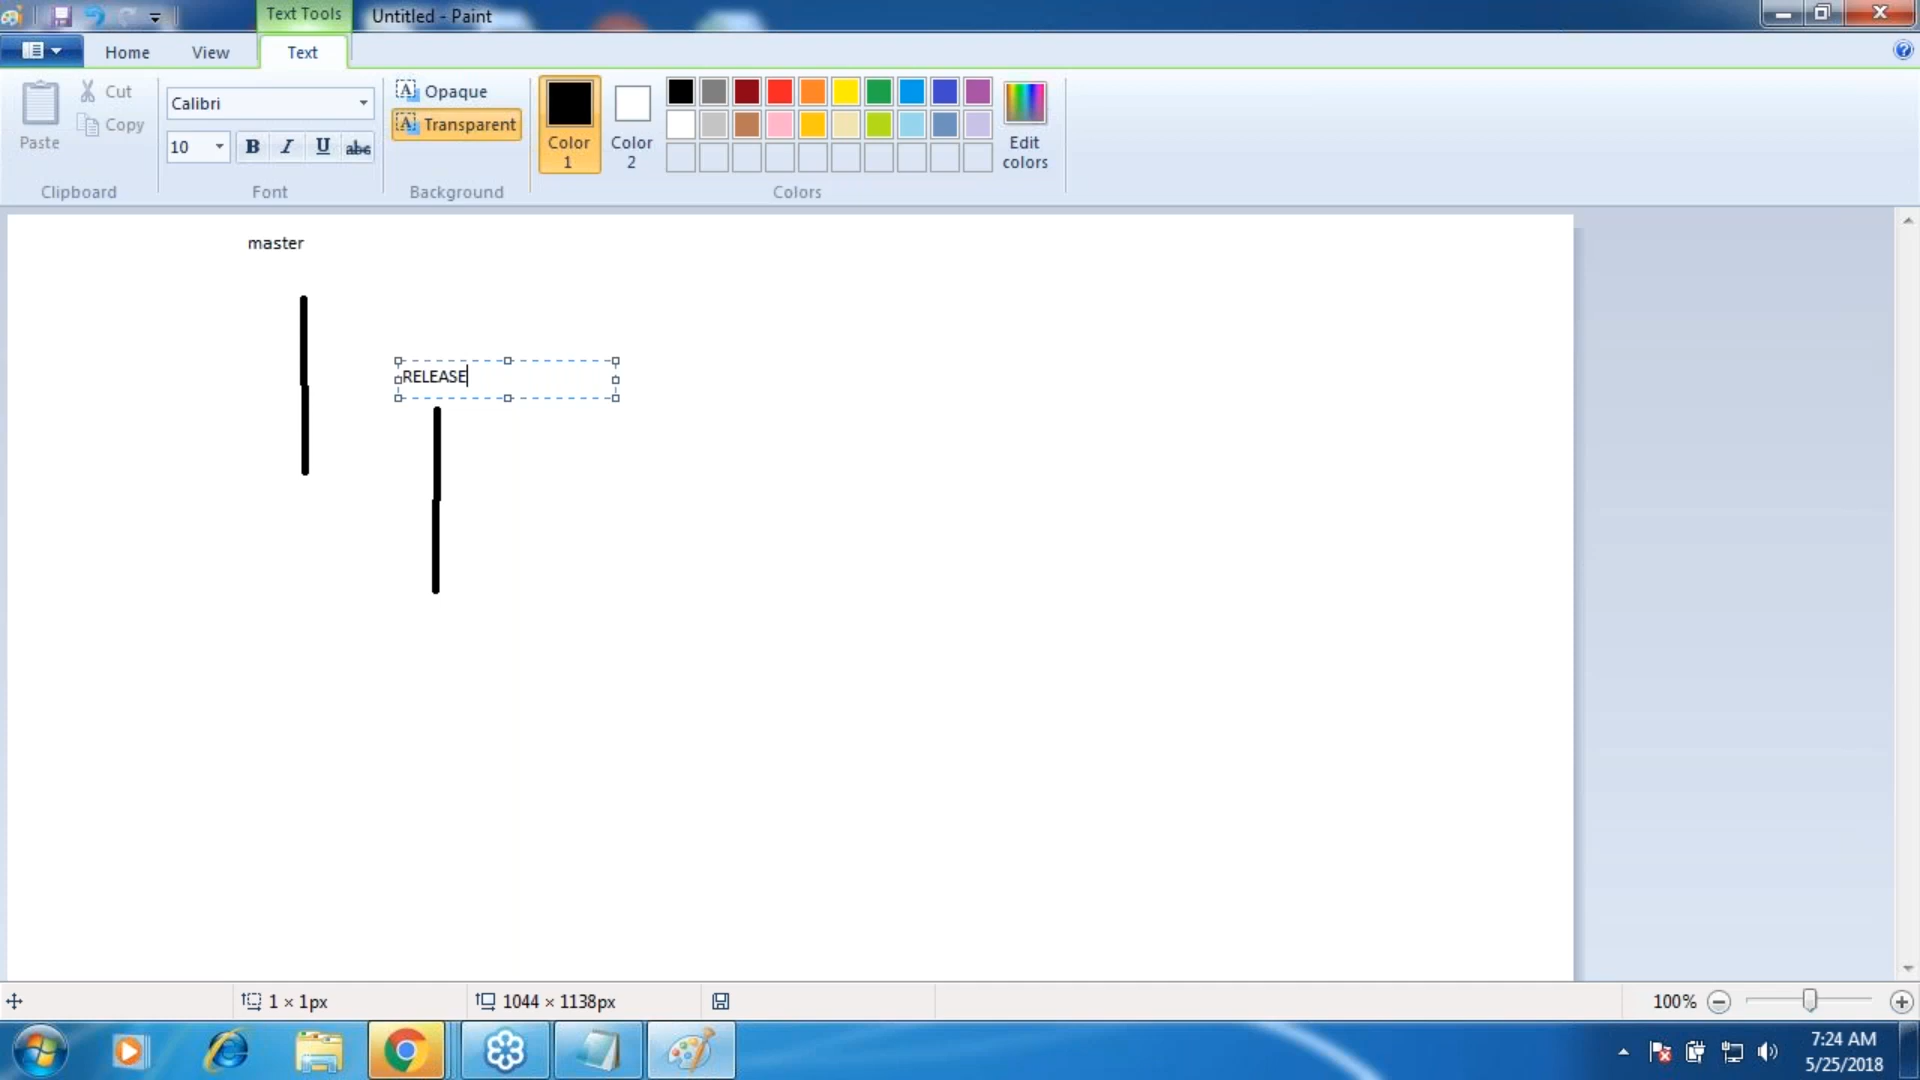 Text Tools
Untitled - Paint
Home
View
Text
Paste
Cut
Copy
Clipboard
Calibri
10
B I U abc
Font
Opaque
Transparent
Background
Color 1
Color 2
Edit colors
Colors
master
RELEASE
1 × 1px
1044 × 1138px
100%
7:24 AM
5/25/2018